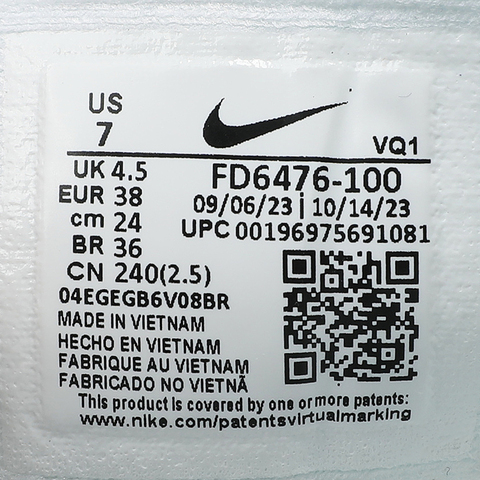 US
7
VQ1
UK 4.5
EUR 38
cm 24
BR 36
CN 240(2.5)
FD6476-100
09/06/23 | 10/14/23
UPC 00196975691081
04EGEGB6V08BR
MADE IN VIETNAM
HECHO EN VIETNAM
FABRIQUE AU VIETNAM
FABRICADO NO VIETNÃ
This product is covered by one or more patents:
www.nike.com/patentsvirtualmarking